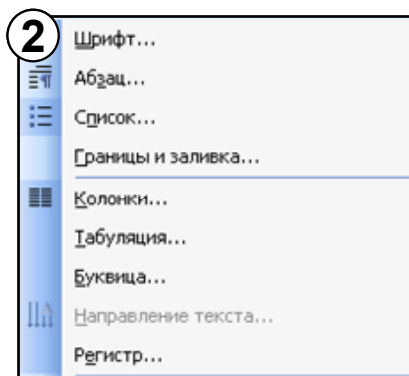 2
Шрифт...
Абзац...
Список...
Границы и заливка...
Колонки...
Табуляция...
Буквица...
Направление текста...
Регистр...